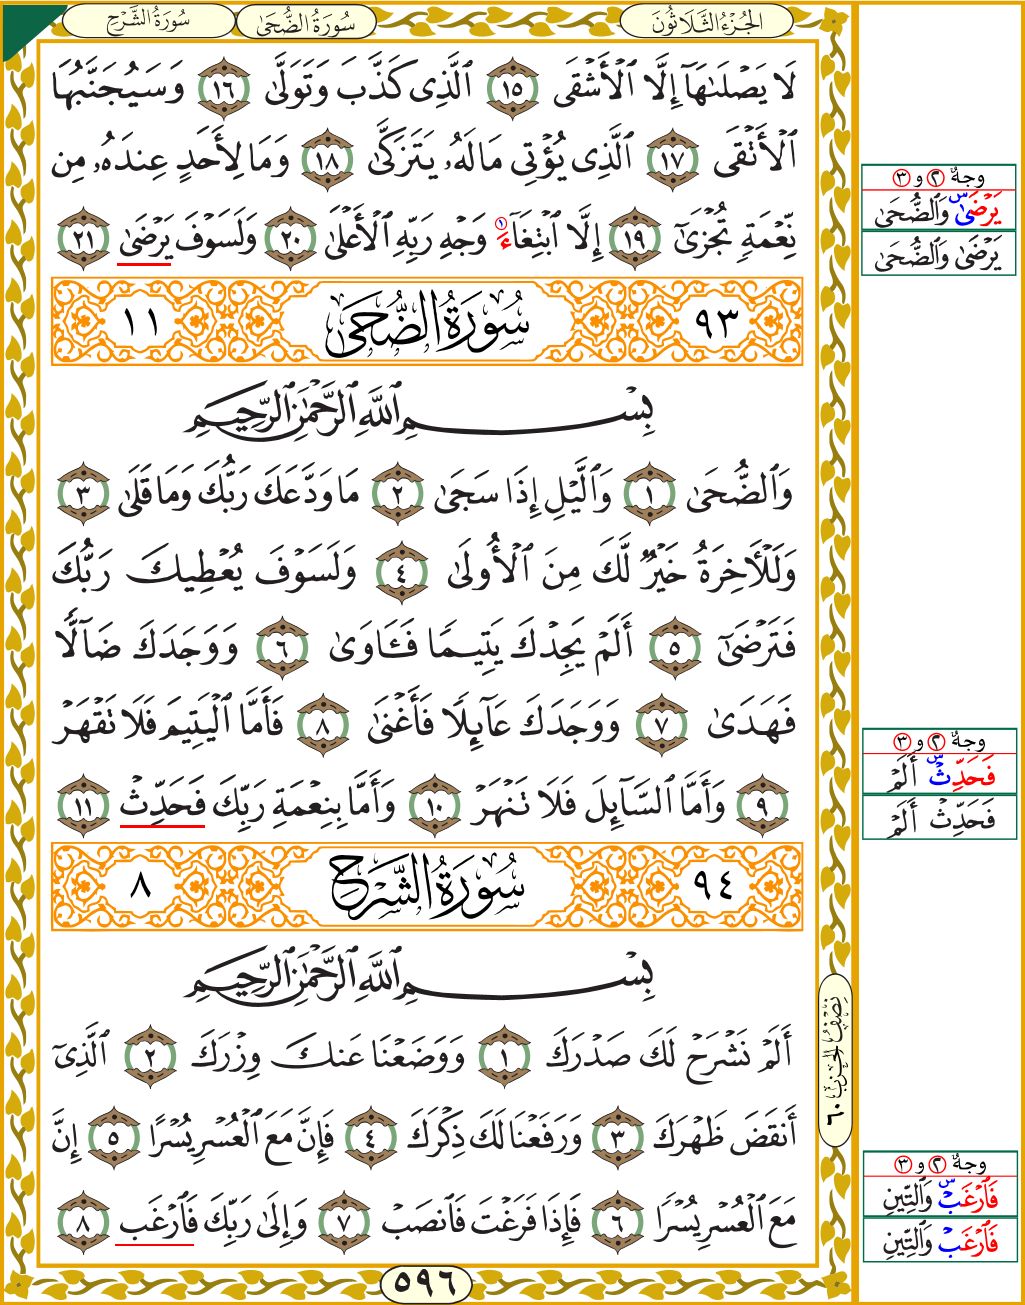 الجُزْءُ الثَّلَاثُونَ
سُورَةُ الضُّحَىٰ
سُورَةُ الشَّرْحِ
لَا يَصْلَىٰهَآ إِلَّا ٱلْأَشْقَى ١٥ ٱلَّذِى كَذَّبَ وَتَوَلَّىٰ ١٦ وَسَيُجَنَّبُهَا
ٱلْأَتْقَى ١٧ ٱلَّذِى يُؤْتِى مَالَهُۥ يَتَزَكَّىٰ ١٨ وَمَا لِأَحَدٍ عِندَهُۥ مِن
نِّعْمَةٍ تُجْزَىٰٓ ١٩ إِلَّا ٱبْتِغَآءَ ١ وَجْهِ رَبِّهِ ٱلْأَعْلَىٰ ٢٠ وَلَسَوْفَ يَرْضَىٰ ٢١
٩٣ سُورَةُ الضُّحَىٰ ١١
بِسْمِ ٱللَّهِ ٱلرَّحْمَٰنِ ٱلرَّحِيمِ
وَٱلضُّحَىٰ ١ وَٱلَّيْلِ إِذَا سَجَىٰ ٢ مَا وَدَّعَكَ رَبُّكَ وَمَا قَلَىٰ ٣
وَلَلْأَخِرَةُ خَيْرٌ لَّكَ مِنَ ٱلْأُولَىٰ ٤ وَلَسَوْفَ يُعْطِيكَ رَبُّكَ
فَتَرْضَىٰٓ ٥ أَلَمْ يَجِدْكَ يَتِيمًا فَـَٔاوَىٰ ٦ وَوَجَدَكَ ضَآلًّا
فَهَدَىٰ ٧ وَوَجَدَكَ عَآئِلًا فَأَغْنَىٰ ٨ فَأَمَّا ٱلْيَتِيمَ فَلَا تَقْهَرْ
٩ وَأَمَّا ٱلسَّآئِلَ فَلَا تَنْهَرْ ١٠ وَأَمَّا بِنِعْمَةِ رَبِّكَ فَحَدِّثْ ١١
٩٤ سُورَةُ الشَّرْحِ ٨
بِسْمِ ٱللَّهِ ٱلرَّحْمَٰنِ ٱلرَّحِيمِ
أَلَمْ نَشْرَحْ لَكَ صَدْرَكَ ١ وَوَضَعْنَا عَنكَ وِزْرَكَ ٢ ٱلَّذِىٓ
أَنقَضَ ظَهْرَكَ ٣ وَرَفَعْنَا لَكَ ذِكْرَكَ ٤ فَإِنَّ مَعَ ٱلْعُسْرِ يُسْرًا ٥ إِنَّ
مَعَ ٱلْعُسْرِ يُسْرًا ٦ فَإِذَا فَرَغْتَ فَٱنصَبْ ٧ وَإِلَىٰ رَبِّكَ فَٱرْغَب ٨
٥٩٦
وجهُ ٢ و ٣
يَرْضَىٰ س وَٱلضُّحَىٰ
يَرْضَىٰ وَٱلضُّحَىٰ
وجهُ ٢ و ٣
فَحَدِّثْ س أَلَمْ
فَحَدِّثْ أَلَمْ
نِصْفُ الحِزْبِ ٦٠
وجهُ ٢ و ٣
فَٱرْغَبْ س وَٱلتِّينِ
فَٱرْغَبْ وَٱلتِّينِ